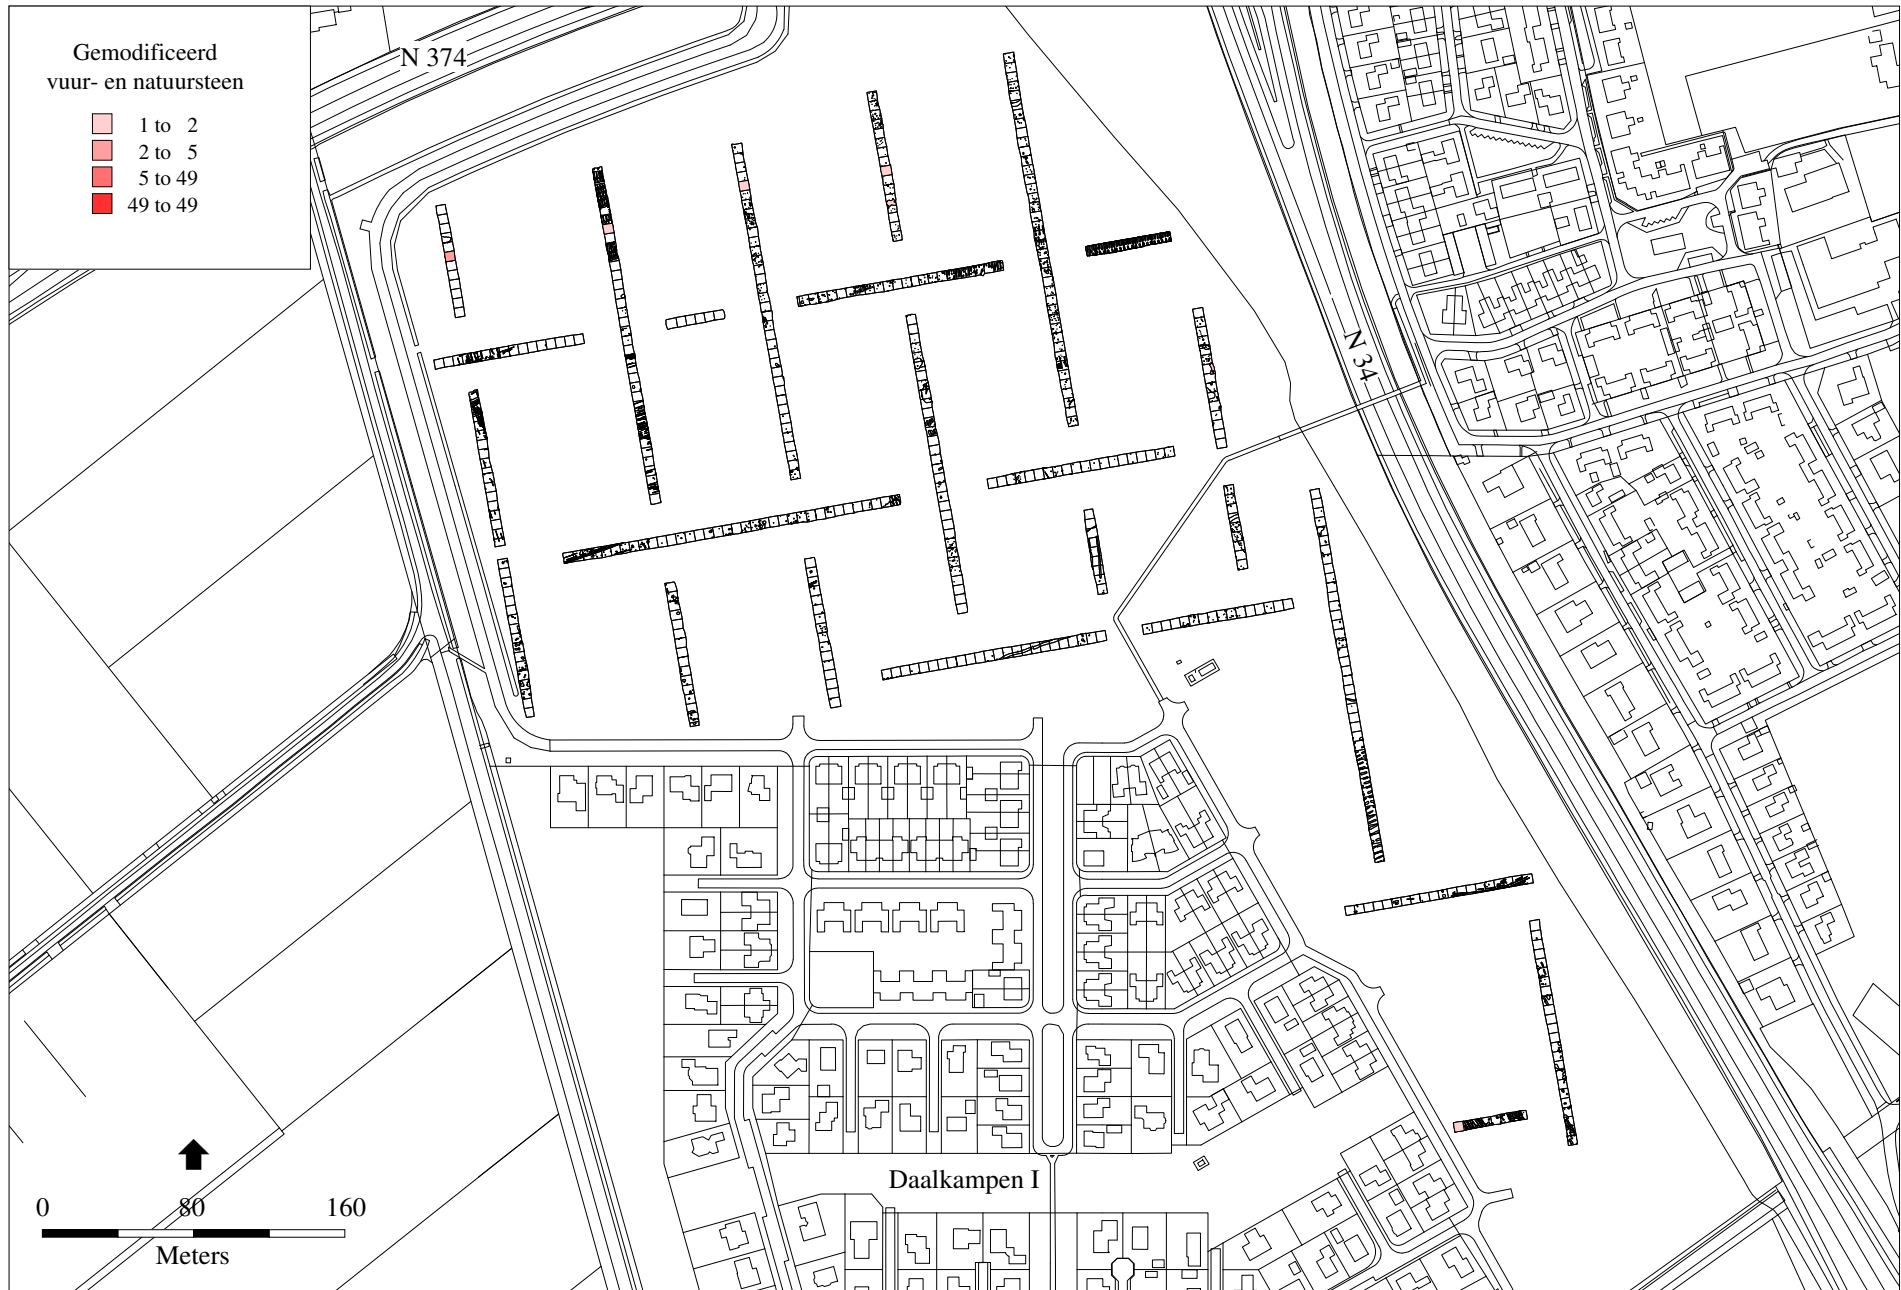 Gemodificeerd
vuur- en natuursteen
1 to 2
2 to 5
5 to 49
49 to 49
N 374
N 34
Daalkampen I
0 80 160
Meters